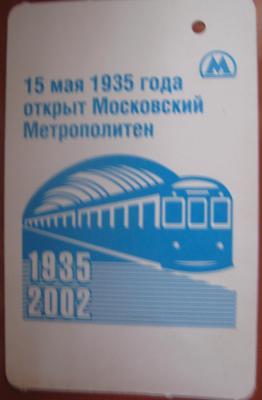 15 мая 1935 года
открыт Московский
Метрополитен
М
1935
2002